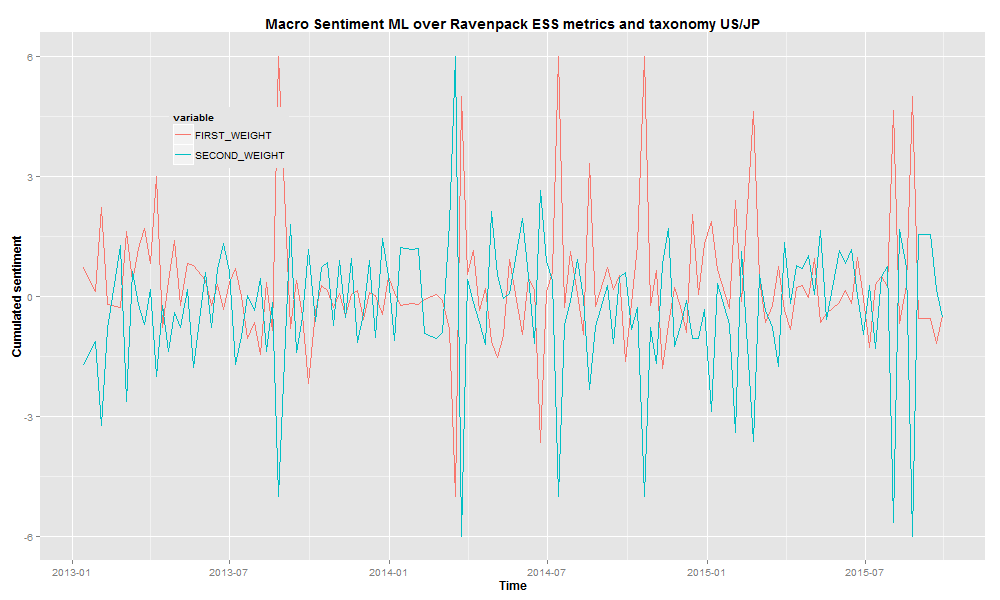 Macro Sentiment ML over Ravenpack ESS metrics and taxonomy US/JP
Cumulated sentiment
6
3
0
-3
-6
variable
FIRST_WEIGHT
SECOND_WEIGHT
2013-01
2013-07
2014-01
2014-07
2015-01
2015-07
Time